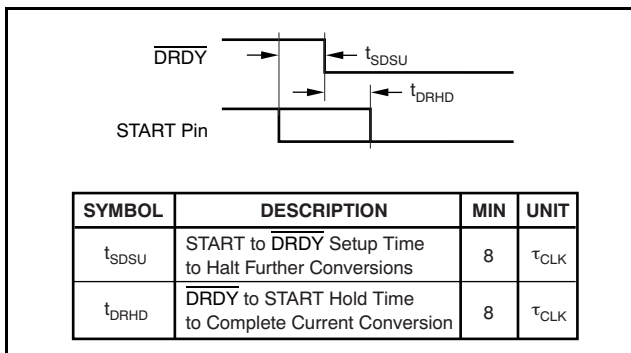 DRDY
tSDSU
tDRHD
START Pin
SYMBOL DESCRIPTION MIN UNIT
tSDSU START to DRDY Setup Time to Halt Further Conversions 8 τCLK
tDRHD DRDY to START Hold Time to Complete Current Conversion 8 τCLK